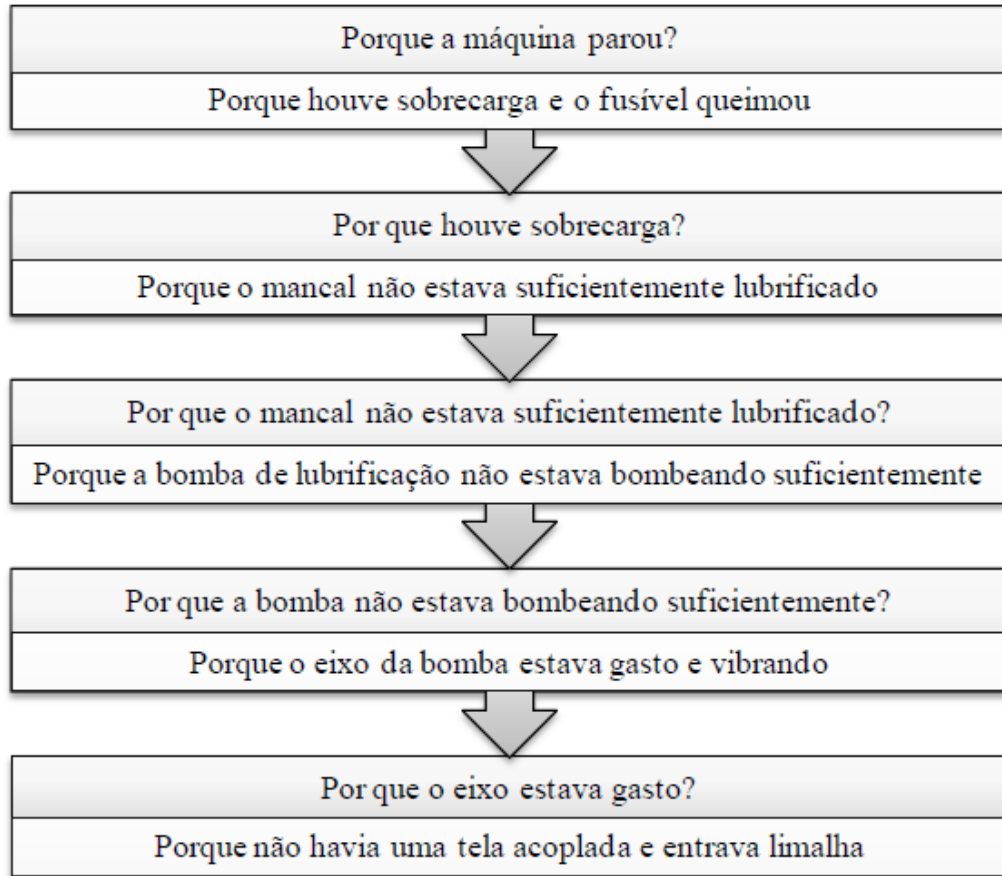 Porque a máquina parou?
Porque houve sobrecarga e o fusível queimou
Por que houve sobrecarga?
Porque o mancal não estava suficientemente lubrificado
Por que o mancal não estava suficientemente lubrificado?
Porque a bomba de lubrificação não estava bombeando suficientemente
Por que a bomba não estava bombeando suficientemente?
Porque o eixo da bomba estava gasto e vibrando
Por que o eixo estava gasto?
Porque não havia uma tela acoplada e entrava limalha